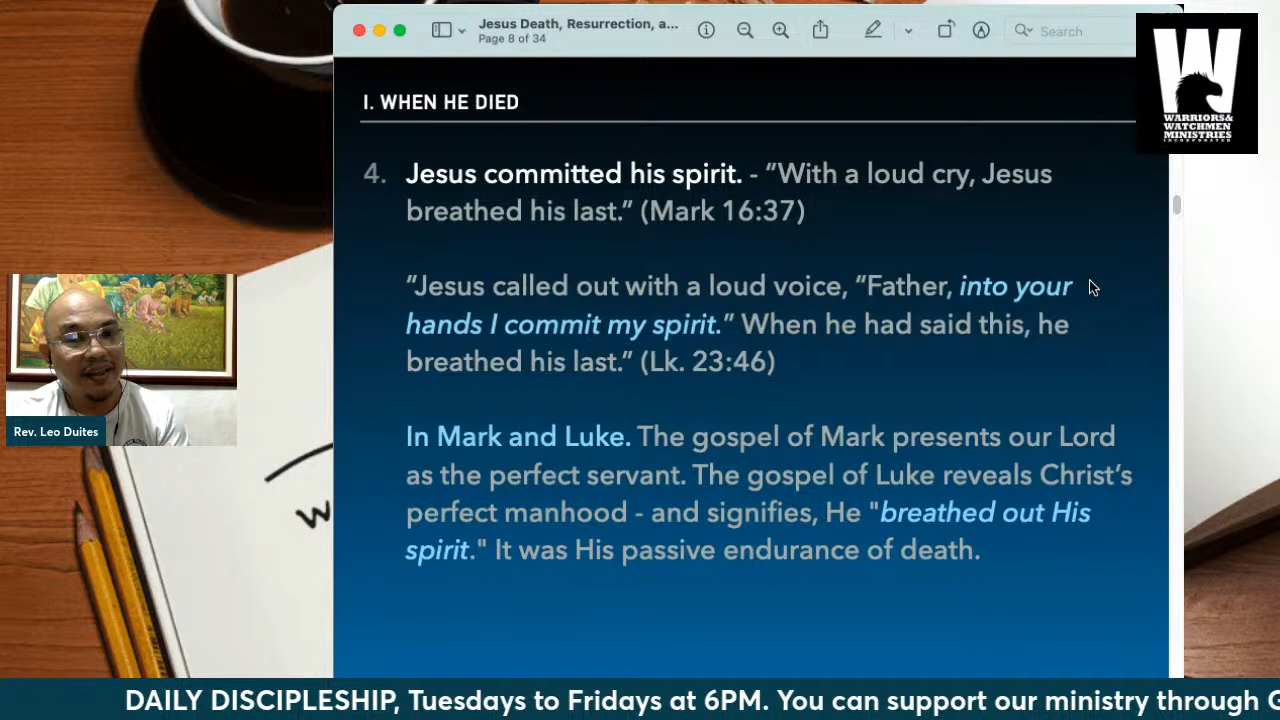 Jesus Death, Resurrection, a...
Page 8 of 34
Search
W
WARRIORS&
WATCHMEN
MINISTRIES
INCORPORATED
I. WHEN HE DIED
4. Jesus committed his spirit. - “With a loud cry, Jesus
breathed his last.” (Mark 16:37)
“Jesus called out with a loud voice, “Father, into your
hands I commit my spirit.” When he had said this, he
breathed his last.” (Lk. 23:46)
In Mark and Luke. The gospel of Mark presents our Lord
as the perfect servant. The gospel of Luke reveals Christ’s
perfect manhood - and signifies, He "breathed out His
spirit." It was His passive endurance of death.
Rev. Leo Duites
w
DAILY DISCIPLESHIP, Tuesdays to Fridays at 6PM. You can support our ministry through